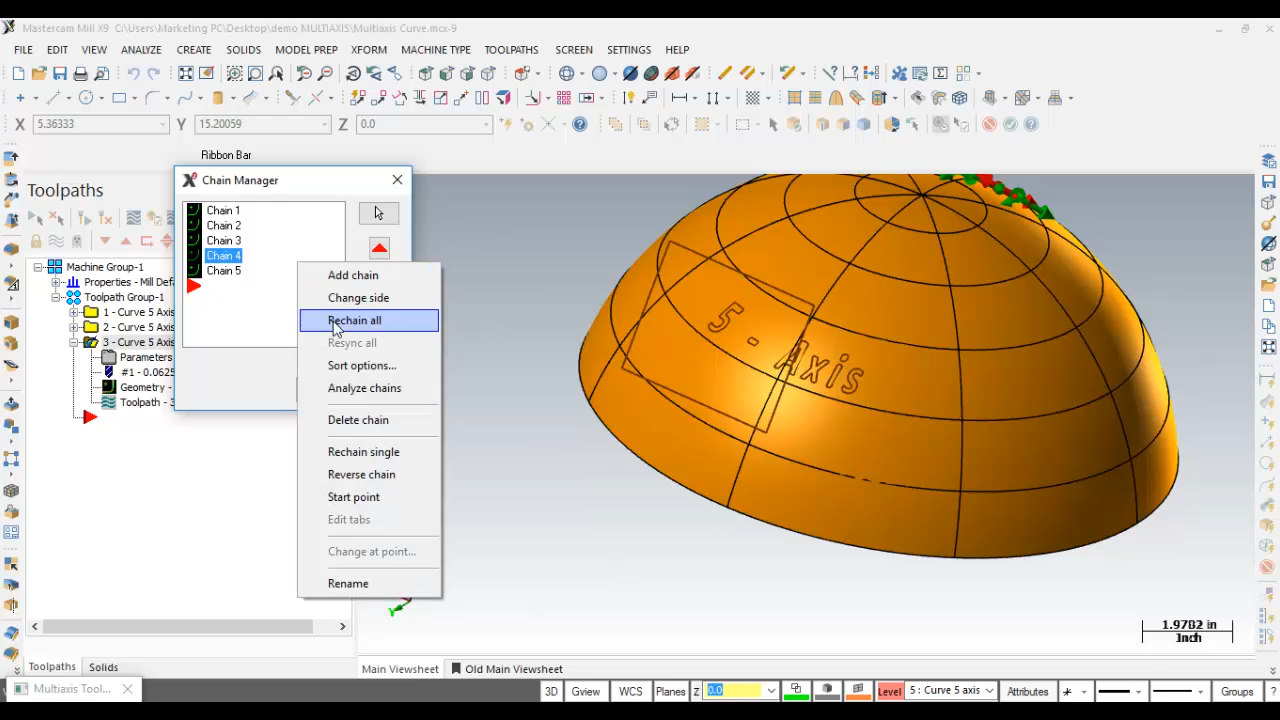 Mastercam Mill X9 C:\Users\Marketing PC\Desktop\demo MULTIAXIS\Multiaxis Curve.mcx-9
FILE EDIT VIEW ANALYZE CREATE SOLIDS MODEL PREP XFORM MACHINE TYPE TOOLPATHS SCREEN SETTINGS HELP
X 5.36333 Y 15.20059 Z 0.0
Ribbon Bar
Toolpaths
Machine Group-1
Properties - Mill Def
Toolpath Group-1
1 - Curve 5 Axis
2 - Curve 5 Axis
3 - Curve 5 Axis
Parameters
#1 - 0.0625
Geometry -
Toolpath - 3
Chain Manager
Chain 1
Chain 2
Chain 3
Chain 4
Chain 5
Add chain
Change side
Rechain all
Resync all
Sort options...
Analyze chains
Delete chain
Rechain single
Reverse chain
Start point
Edit tabs
Change at point...
Rename
5 - Axis
Y
1.9782 in
Inch
Toolpaths Solids
Main Viewsheet Old Main Viewsheet
Multiaxis Tool...
3D Gview WCS Planes Z 0.0 Level 5 : Curve 5 axis Attributes Groups ?